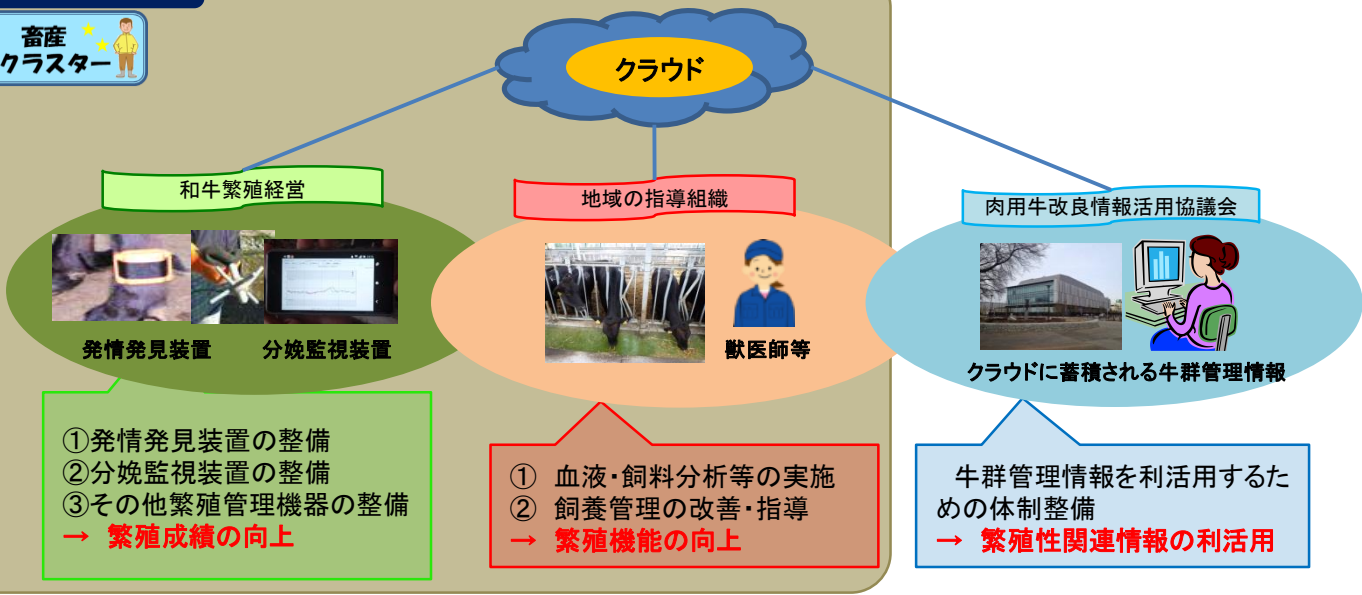 畜産
クラスター
クラウド
和牛繁殖経営
地域の指導組織
肉用牛改良情報活用協議会
発情発見装置
分娩監視装置
獣医師等
クラウドに蓄積される牛群管理情報
①発情発見装置の整備
②分娩監視装置の整備
③その他繁殖管理機器の整備
→ 繁殖成績の向上
① 血液・飼料分析等の実施
② 飼養管理の改善・指導
→ 繁殖機能の向上
牛群管理情報を利活用するた
めの体制整備
→ 繁殖性関連情報の利活用